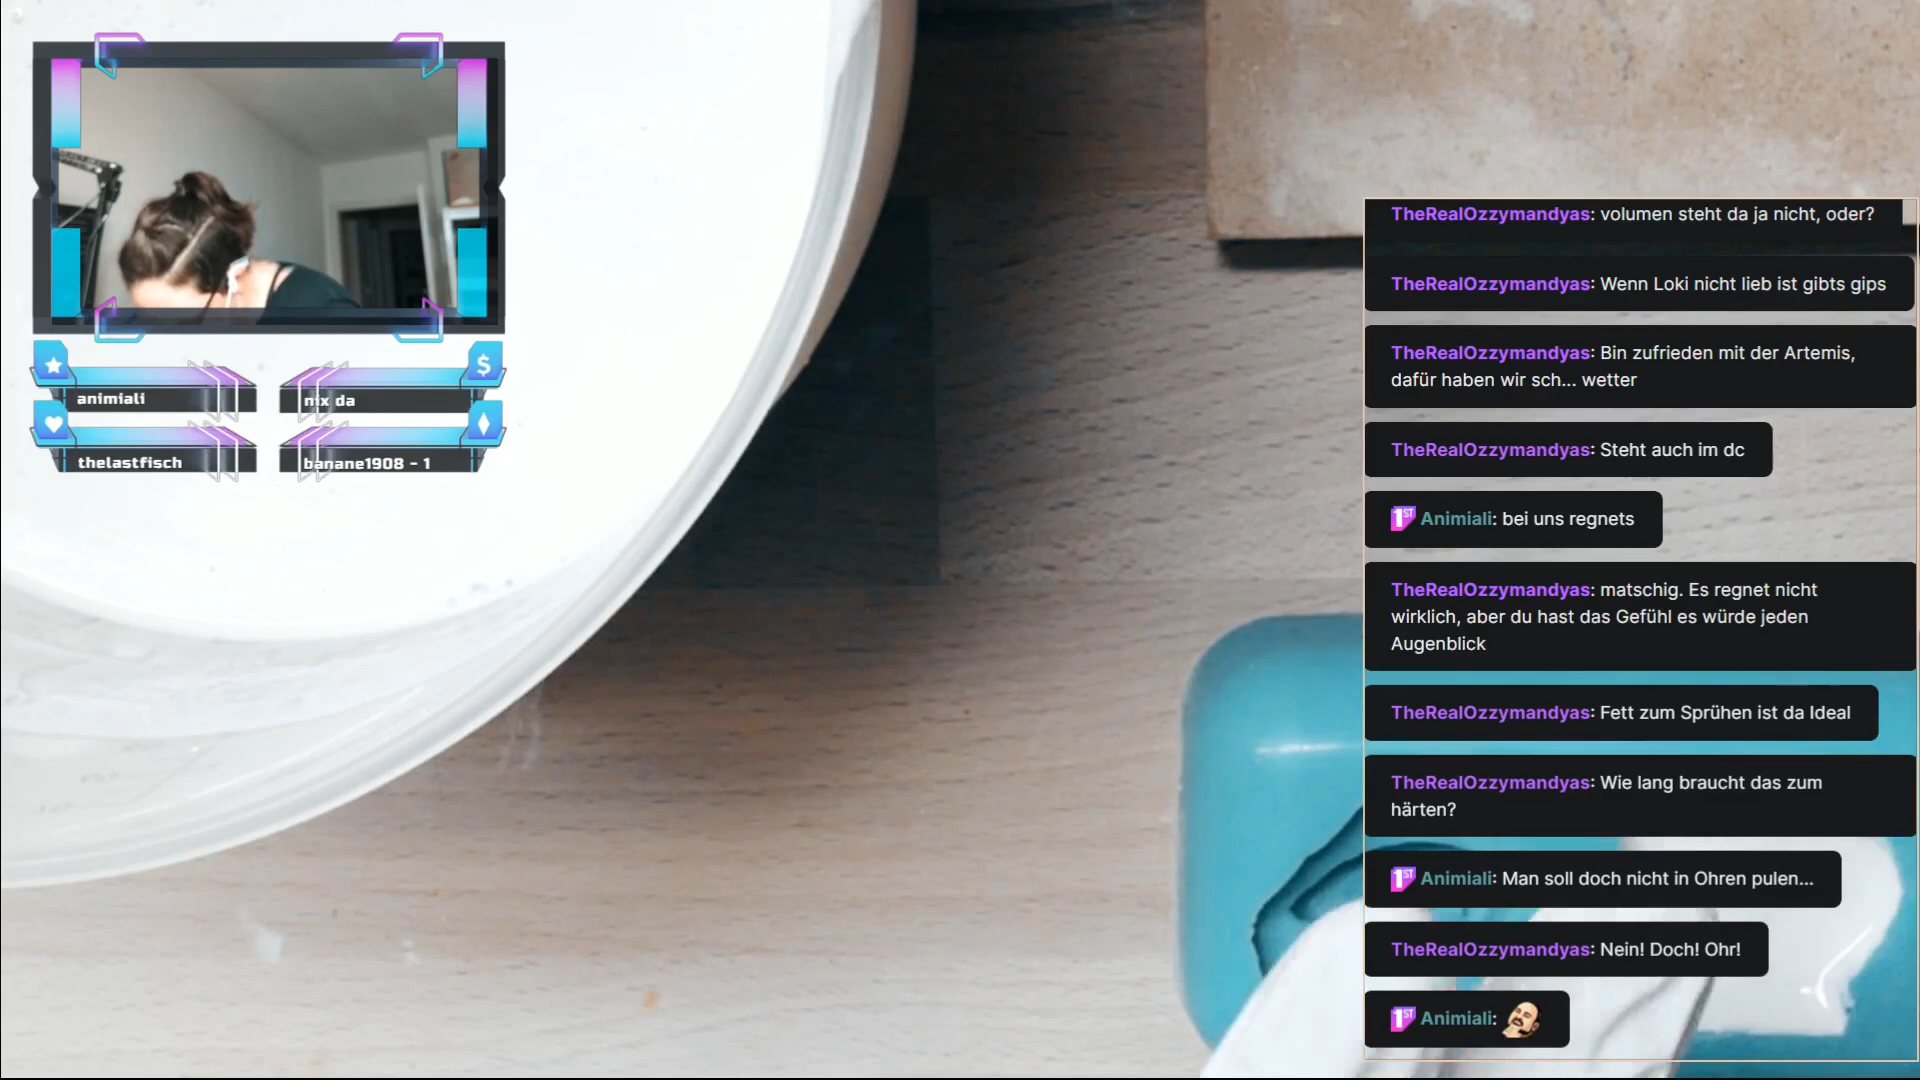 animiali
nix da
thelastfisch
banane1908 - 1
TheRealOzzymandyas: volumen steht da ja nicht, oder?
TheRealOzzymandyas: Wenn Loki nicht lieb ist gibts gips
TheRealOzzymandyas: Bin zufrieden mit der Artemis,
dafür haben wir sch... wetter
TheRealOzzymandyas: Steht auch im dc
1ST Animiali: bei uns regnets
TheRealOzzymandyas: matschig. Es regnet nicht
wirklich, aber du hast das Gefühl es würde jeden
Augenblick
TheRealOzzymandyas: Fett zum Sprühen ist da Ideal
TheRealOzzymandyas: Wie lang braucht das zum
härten?
1ST Animiali: Man soll doch nicht in Ohren pulen...
TheRealOzzymandyas: Nein! Doch! Ohr!
1ST Animiali: